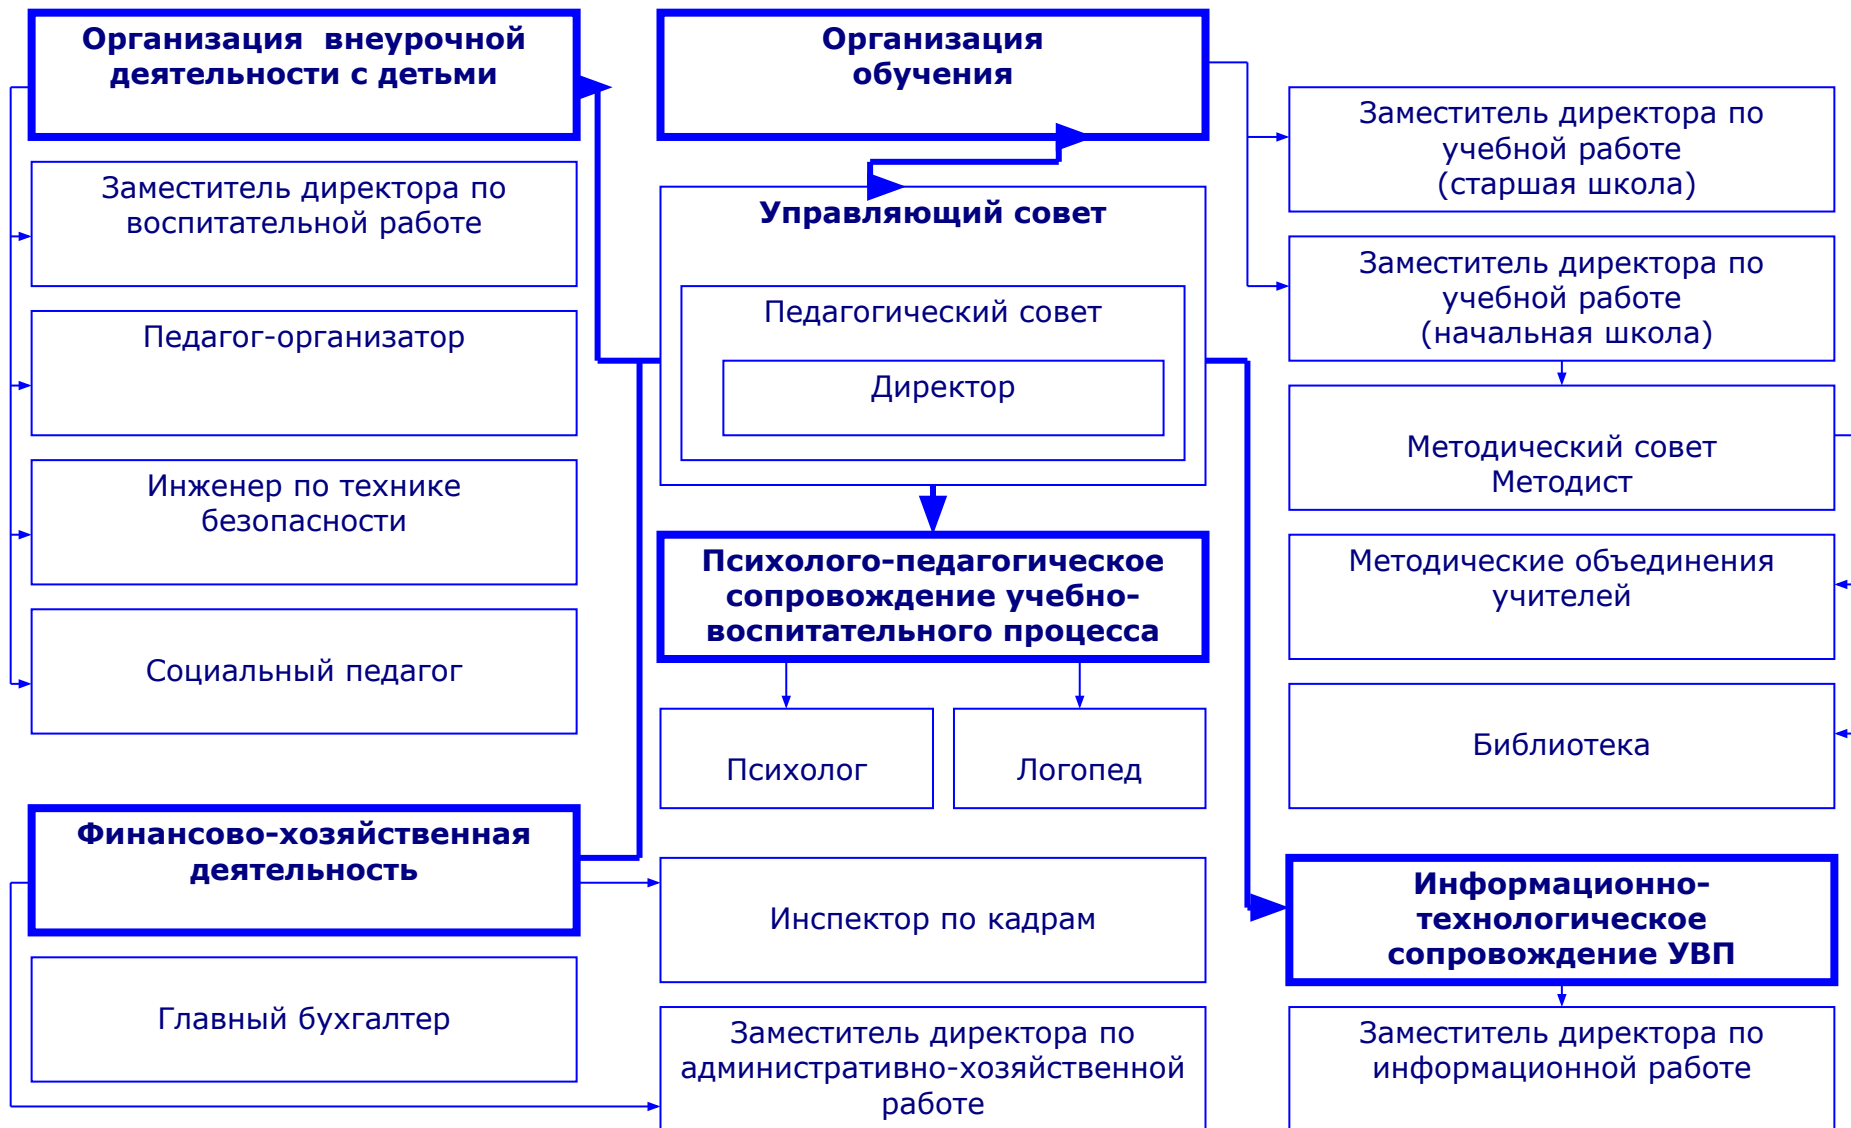 Организация внеурочной
деятельности с детьми
Заместитель директора по
воспитательной работе
Педагог-организатор
Инженер по технике
безопасности
Социальный педагог
Финансово-хозяйственная
деятельность
Главный бухгалтер
Организация
обучения
Управляющий совет
Педагогический совет
Директор
Психолого-педагогическое
сопровождение учебно-
воспитательного процесса
Психолог
Логопед
Инспектор по кадрам
Заместитель директора по
административно-хозяйственной
работе
Заместитель директора по
учебной работе
(старшая школа)
Заместитель директора по
учебной работе
(начальная школа)
Методический совет
Методист
Методические объединения
учителей
Библиотека
Информационно-
технологическое
сопровождение УВП
Заместитель директора по
информационной работе